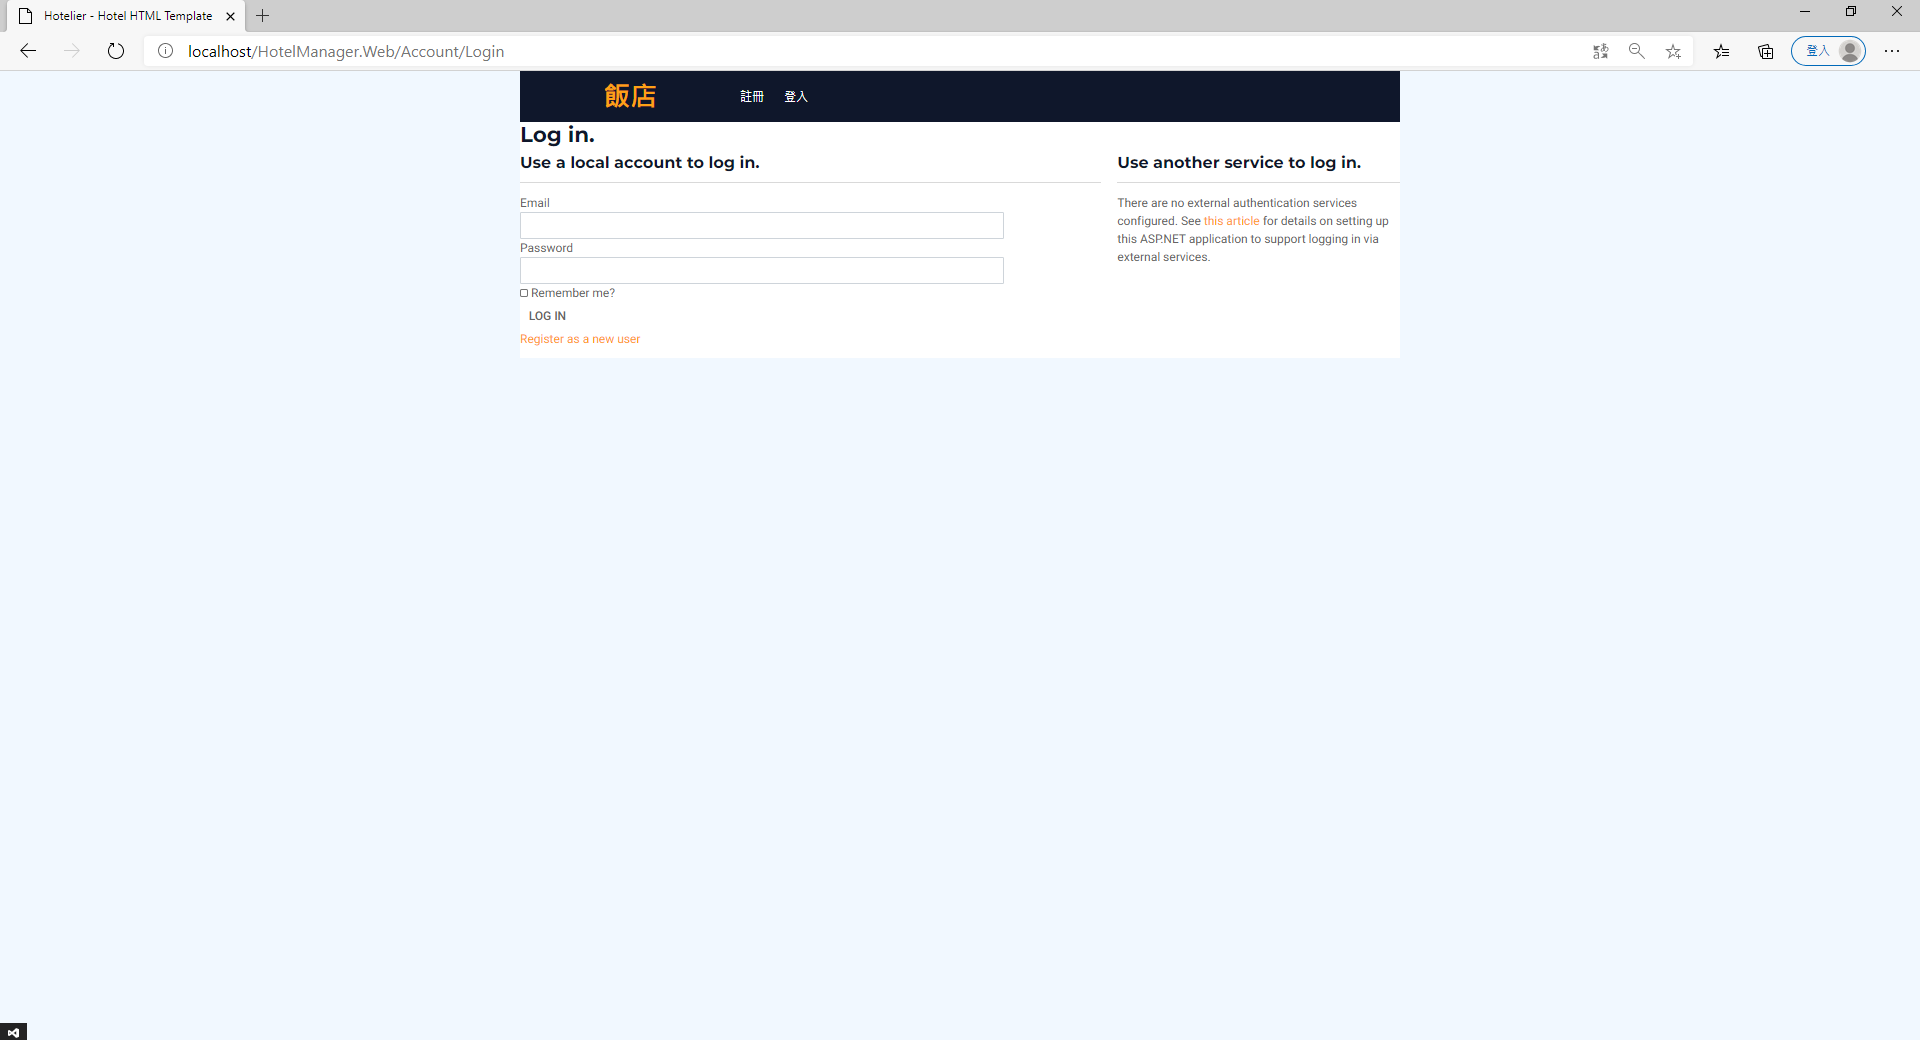 Hotelier - Hotel HTML Template
localhost/HotelManager.Web/Account/Login
登入
飯店
註冊
登入
Log in.
Use a local account to log in.
Email
Password
Remember me?
LOG IN
Register as a new user
Use another service to log in.
There are no external authentication services
configured. See this article for details on setting up
this ASP.NET application to support logging in via
external services.